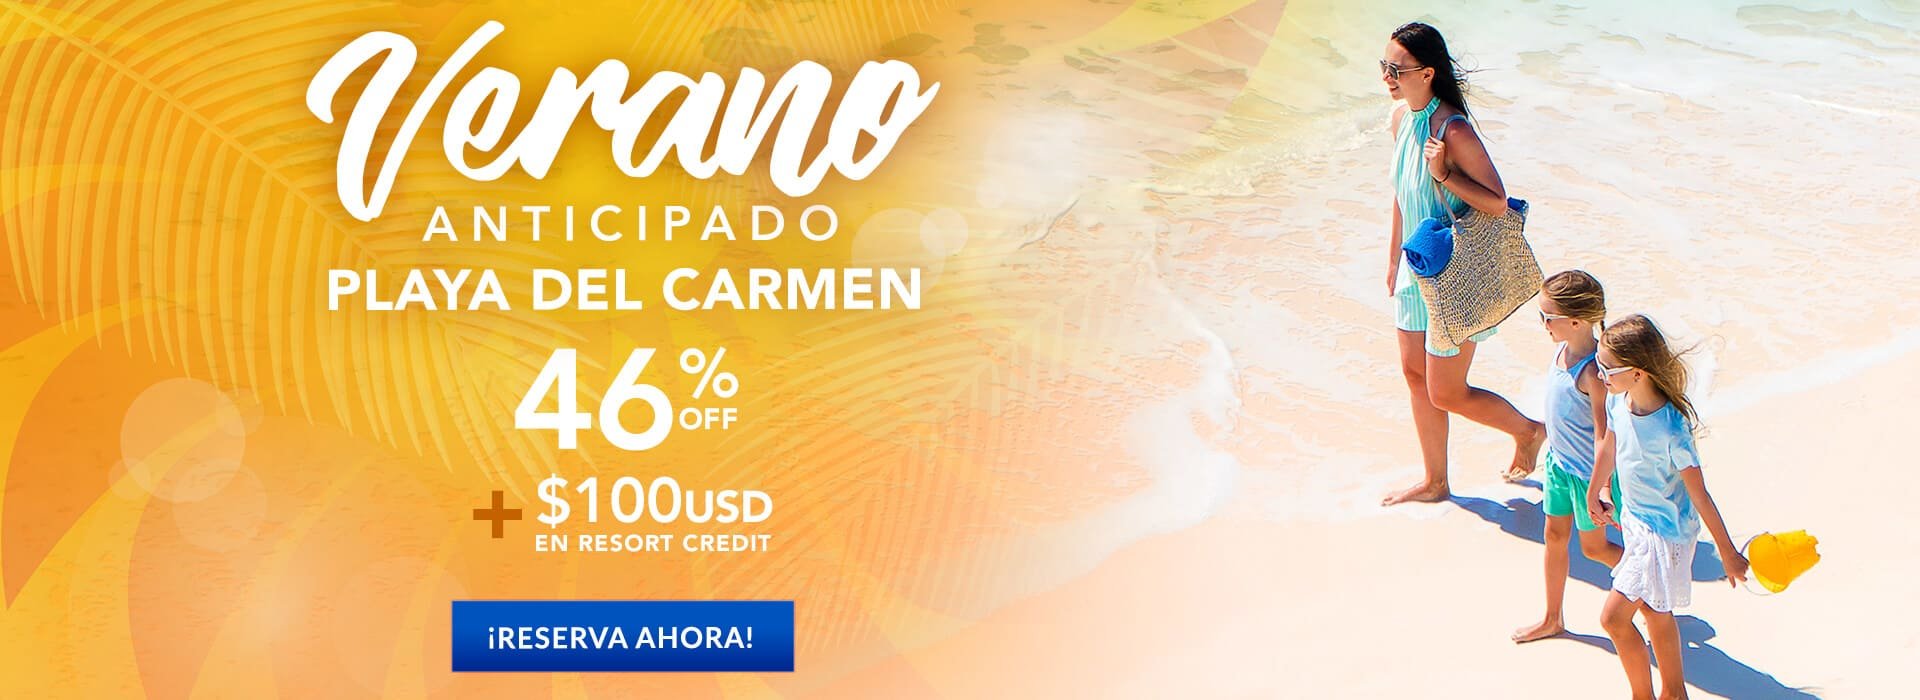 Verano
ANTICIPADO
PLAYA DEL CARMEN
46% OFF
+ $100USD
EN RESORT CREDIT
¡RESERVA AHORA!